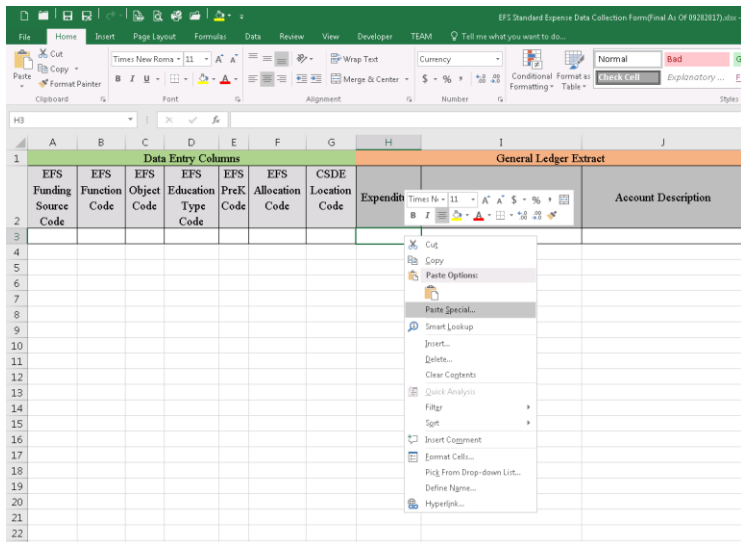 EFS Standard Expense Data Collection Form(Final As Of 09282017).xlsx -
File Home Insert Page Layout Formulas Data Review View Developer TEAM Tell me what you want to do...
Cut
Copy
Format Painter
Paste
Times New Roma 11 A A
B I U A
Wrap Text
Merge & Center
Currency
$ % ,
Conditional Formatting
Format as Table
Normal Bad G
Check Cell Explanatory ... E
Clipboard Font Alignment Number Styles
H3 fx
A B C D E F G H I J
1 Data Entry Columns General Ledger Extract
EFS Funding Source Code
EFS Function Code
EFS Object Code
EFS Education Type Code
EFS PreK Code
EFS Allocation Code
CSDE Location Code
Expenditu
Account Description
2
Times N 11 A A $ % ,
B I A
3
4
5
6
7
8
9
10
11
12
13
14
15
16
17
18
19
20
21
22
Cut
Copy
Paste Options:
Paste Special...
Smart Lookup
Insert...
Delete...
Clear Contents
Quick Analysis
Filter
Sort
Insert Comment
Format Cells...
Pick From Drop-down List...
Define Name...
Hyperlink...